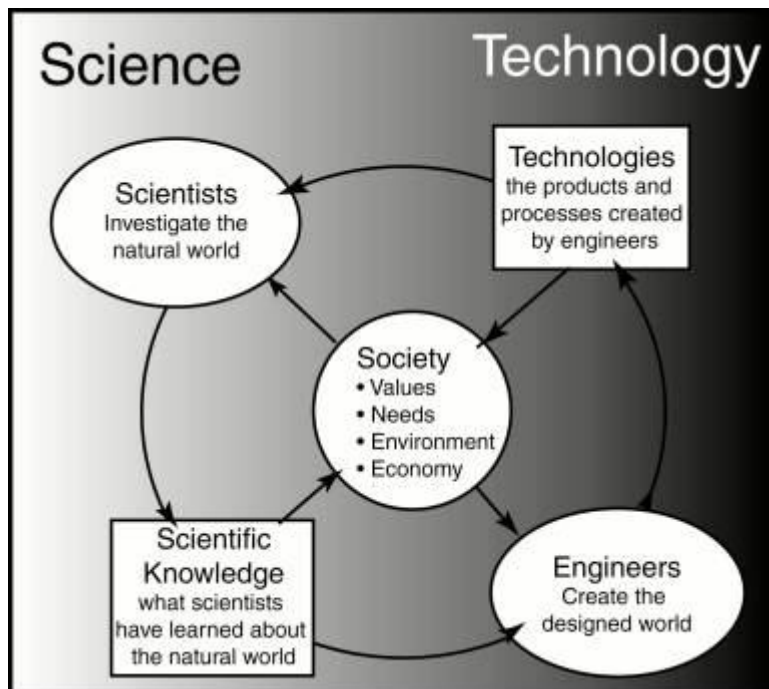 Science
Technology
Scientists
Investigate the
natural world
Technologies
the products and
processes created
by engineers
Society
• Values
• Needs
• Environment
• Economy
Scientific
Knowledge
what scientists
have learned about
the natural world
Engineers
Create the
designed world